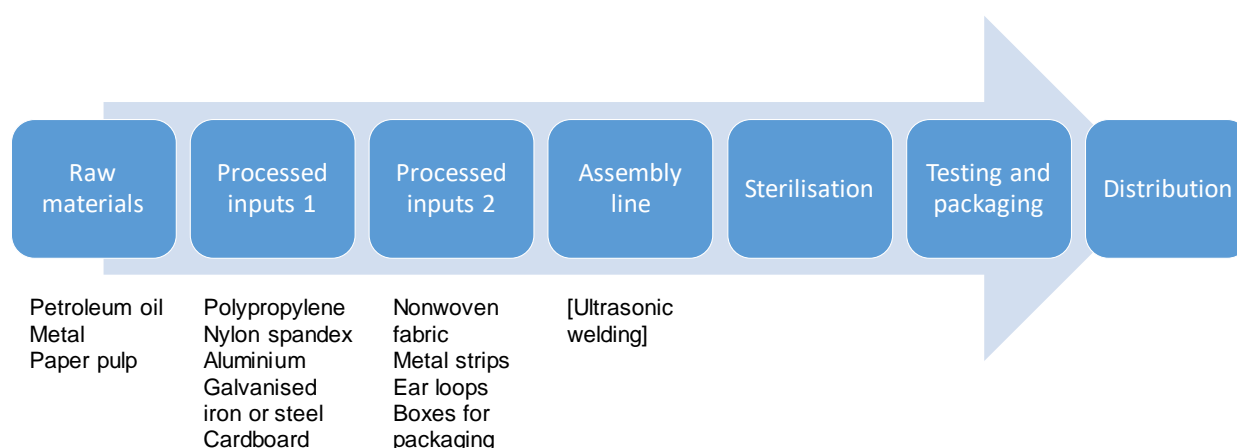 Raw
materials
Processed
inputs 1
Processed
inputs 2
Assembly
line
Sterilisation
Testing and
packaging
Distribution
Petroleum oil
Metal
Paper pulp
Polypropylene
Nylon spandex
Aluminium
Galvanised
iron or steel
Cardboard
Nonwoven
fabric
Metal strips
Ear loops
Boxes for
packaging
[Ultrasonic
welding]